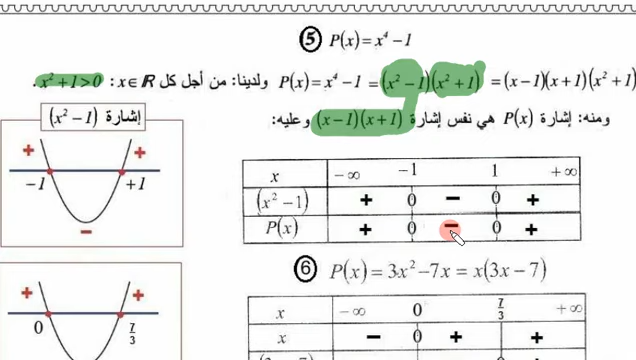 ⑤ P(x) = x⁴ − 1
P(x) = x⁴ − 1 = (x² − 1)(x² + 1) = (x − 1)(x + 1)(x² + 1) ولدينا: من أجل كل x ∈ ℝ : x² + 1 > 0 .
ومنه: إشارة P(x) هي نفس إشارة (x − 1)(x + 1) وعليه:
إشارة (x² − 1)
+ +
−1 +1
−
x −∞ −1 1 +∞
(x² − 1) + 0 − 0 +
P(x) + 0 − 0 +
⑥ P(x) = 3x² − 7x = x(3x − 7)
+ +
0 7/3
x −∞ 0 7/3 +∞
x − 0 + +